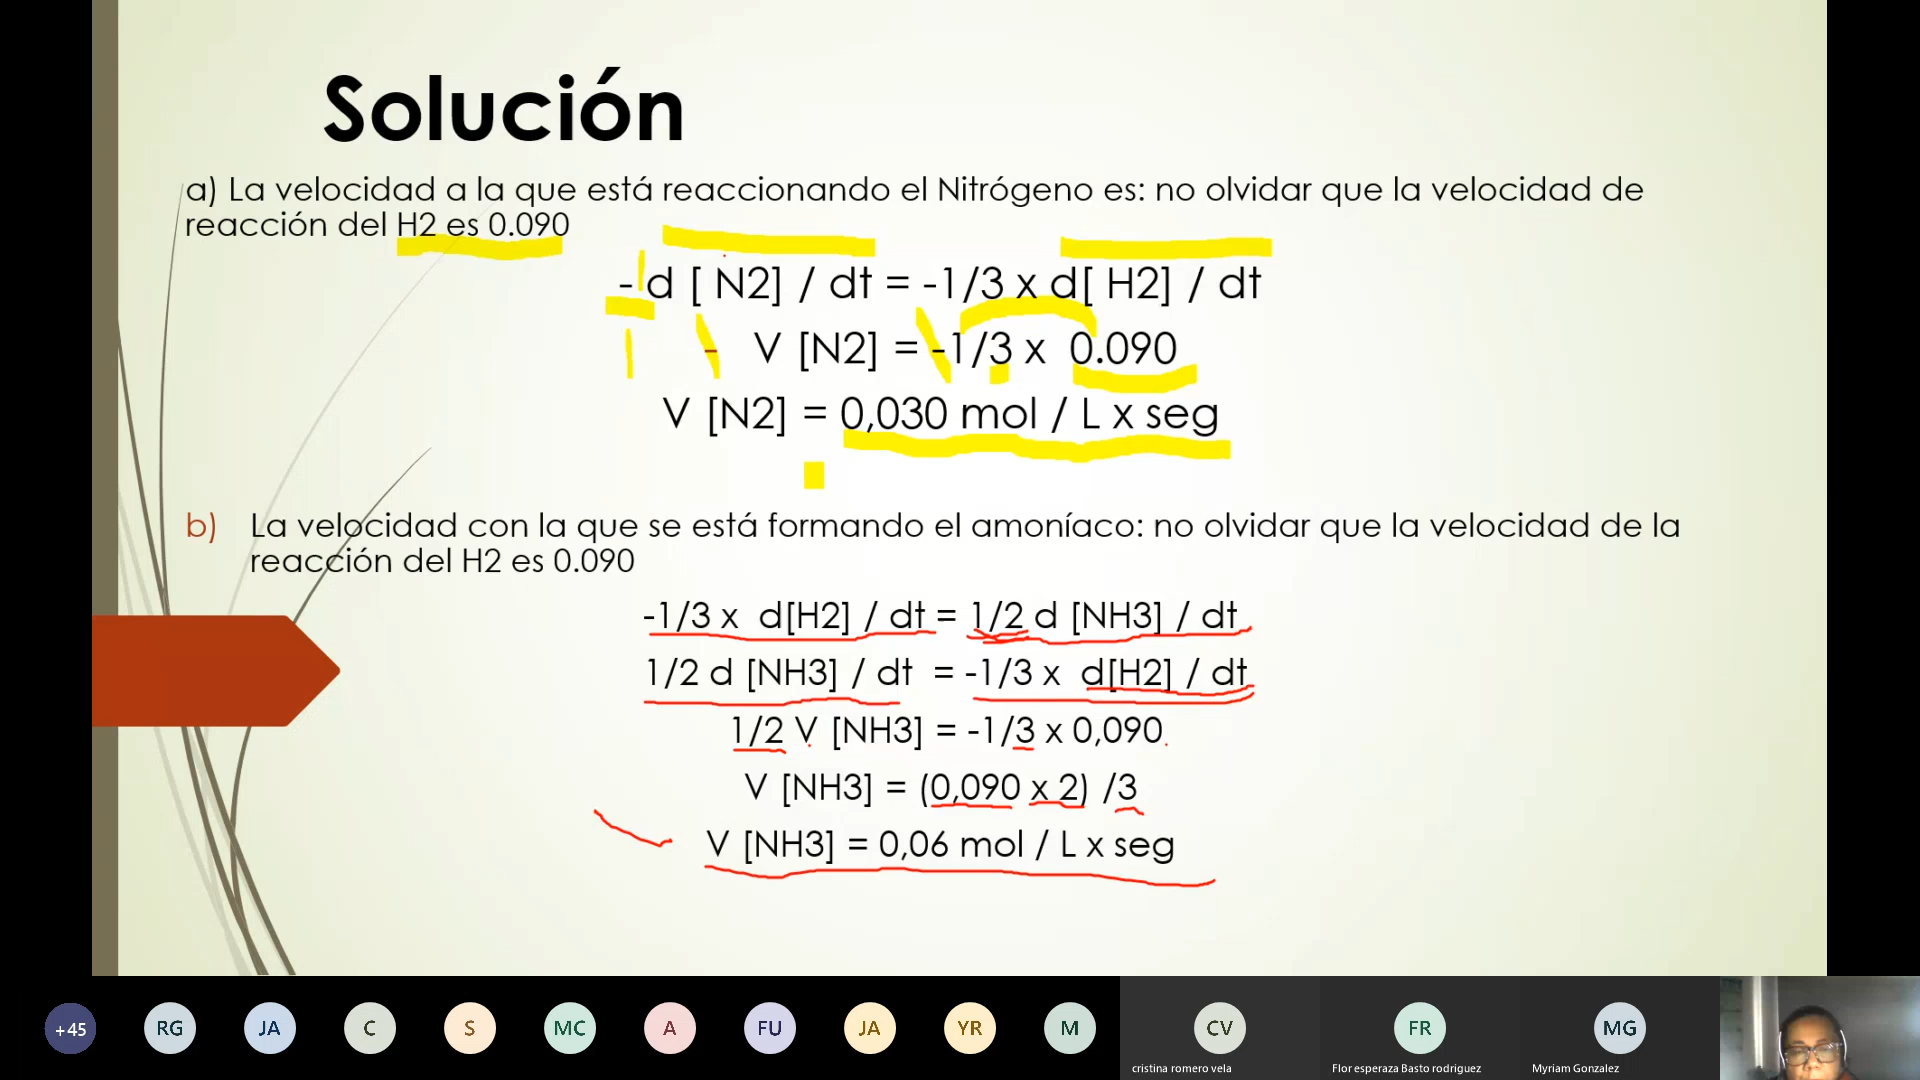 Solución
a) La velocidad a la que está reaccionando el Nitrógeno es: no olvidar que la velocidad de
reacción del H2 es 0.090
- d [ N2] / dt = -1/3 x d[ H2] / dt
- V [N2] = -1/3 x 0.090
V [N2] = 0,030 mol / L x seg
b) La velocidad con la que se está formando el amoníaco: no olvidar que la velocidad de la
reacción del H2 es 0.090
-1/3 x d[H2] / dt = 1/2 d [NH3] / dt
1/2 d [NH3] / dt = -1/3 x d[H2] / dt
1/2 V [NH3] = -1/3 x 0,090
V [NH3] = (0,090 x 2) /3
V [NH3] = 0,06 mol / L x seg
+45 RG JA C S MC A FU JA YR M CV FR MG
cristina romero vela Flor esperaza Basto rodriguez Myriam Gonzalez